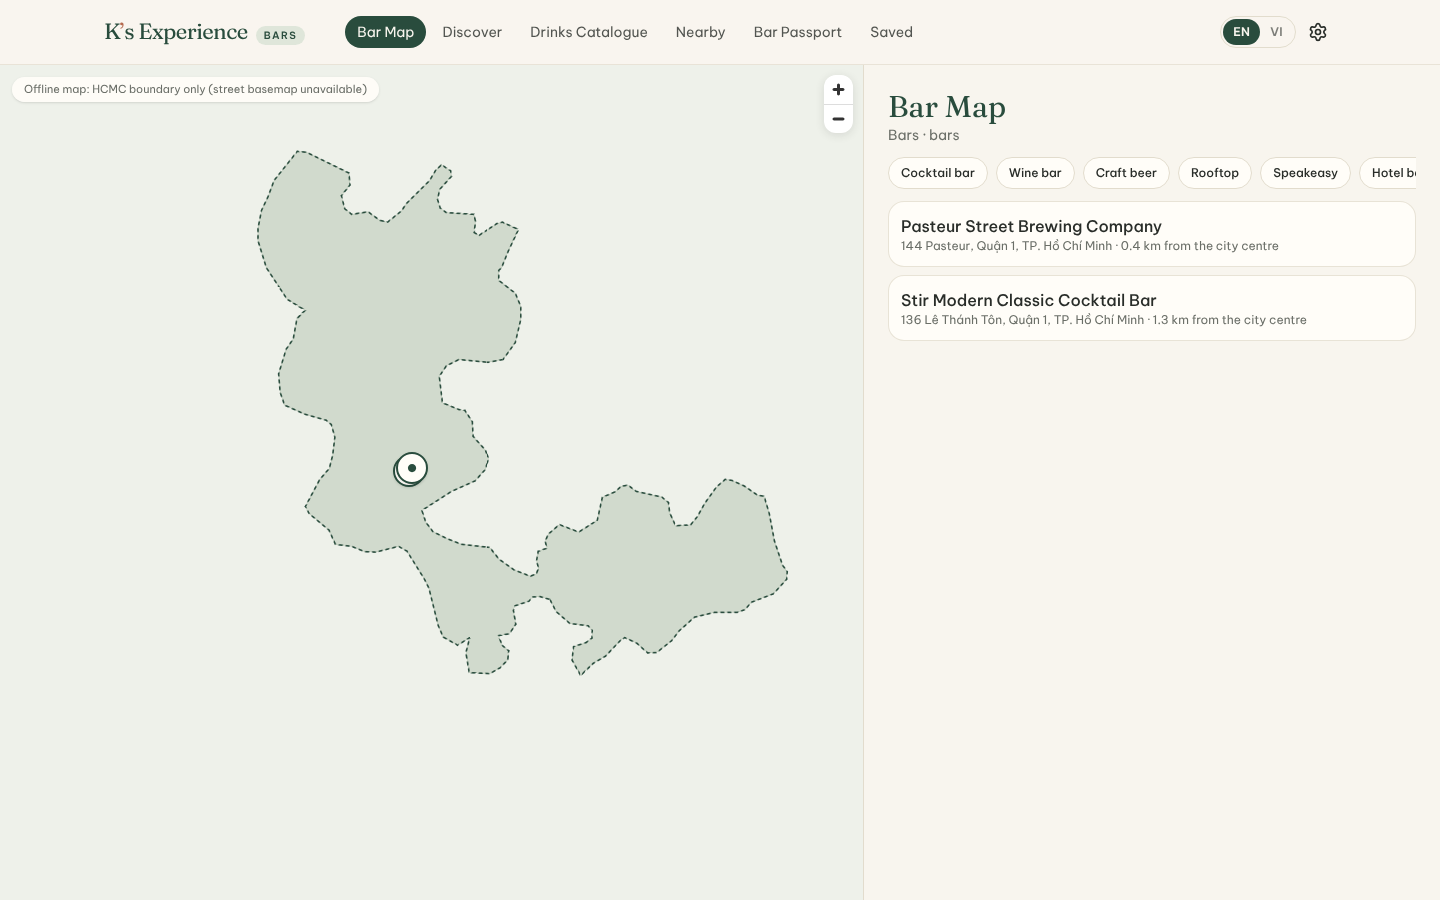 K's Experience BARS
Bar Map
Discover
Drinks Catalogue
Nearby
Bar Passport
Saved
EN
VI
Offline map: HCMC boundary only (street basemap unavailable)
Bar Map
Bars · bars
Cocktail bar
Wine bar
Craft beer
Rooftop
Speakeasy
Hotel
Pasteur Street Brewing Company
144 Pasteur, Quận 1, TP. Hồ Chí Minh · 0.4 km from the city centre
Stir Modern Classic Cocktail Bar
136 Lê Thánh Tôn, Quận 1, TP. Hồ Chí Minh · 1.3 km from the city centre